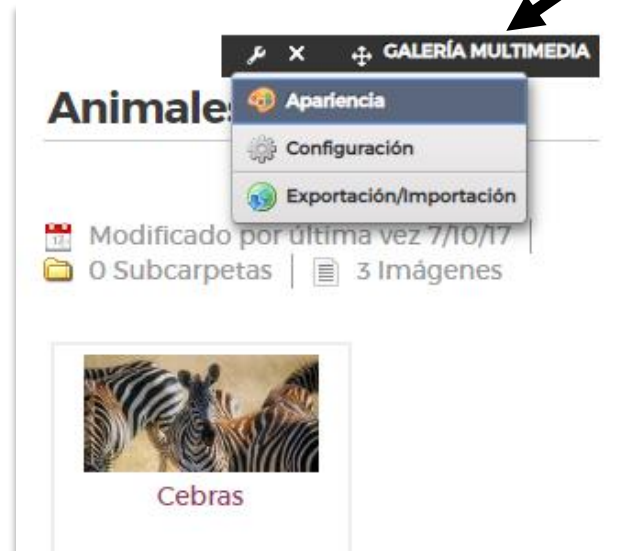 GALERÍA MULTIMEDIA
Animales
Apariencia
Configuración
Exportación/Importación
Modificado por última vez 7/10/17
0 Subcarpetas
3 Imágenes
Cebras